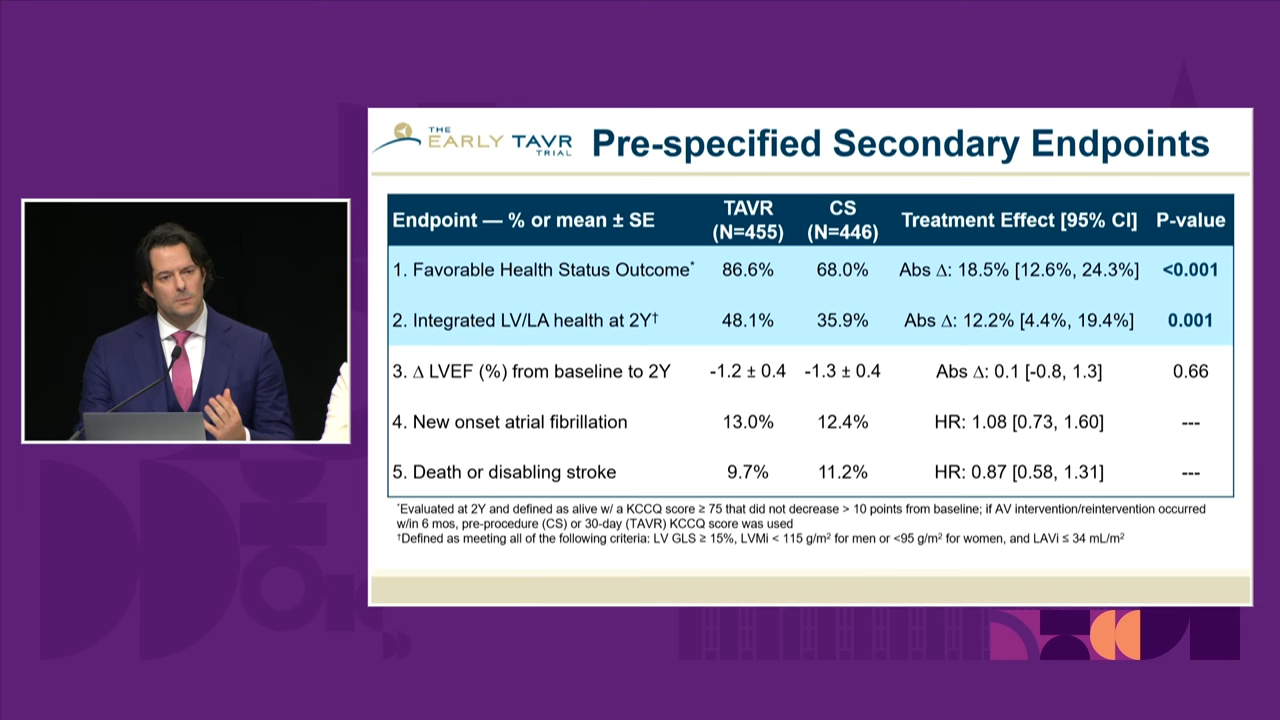 THE
EARLY TAVR
TRIAL
Pre-specified Secondary Endpoints
Endpoint — % or mean ± SE TAVR (N=455) CS (N=446) Treatment Effect [95% CI] P-value
1. Favorable Health Status Outcome* 86.6% 68.0% Abs Δ: 18.5% [12.6%, 24.3%] <0.001
2. Integrated LV/LA health at 2Y† 48.1% 35.9% Abs Δ: 12.2% [4.4%, 19.4%] 0.001
3. Δ LVEF (%) from baseline to 2Y -1.2 ± 0.4 -1.3 ± 0.4 Abs Δ: 0.1 [-0.8, 1.3] 0.66
4. New onset atrial fibrillation 13.0% 12.4% HR: 1.08 [0.73, 1.60] ---
5. Death or disabling stroke 9.7% 11.2% HR: 0.87 [0.58, 1.31] ---
*Evaluated at 2Y and defined as alive w/ a KCCQ score ≥ 75 that did not decrease > 10 points from baseline; if AV intervention/reintervention occurred
w/in 6 mos, pre-procedure (CS) or 30-day (TAVR) KCCQ score was used
†Defined as meeting all of the following criteria: LV GLS ≥ 15%, LVMi < 115 g/m² for men or <95 g/m² for women, and LAVi ≤ 34 mL/m²